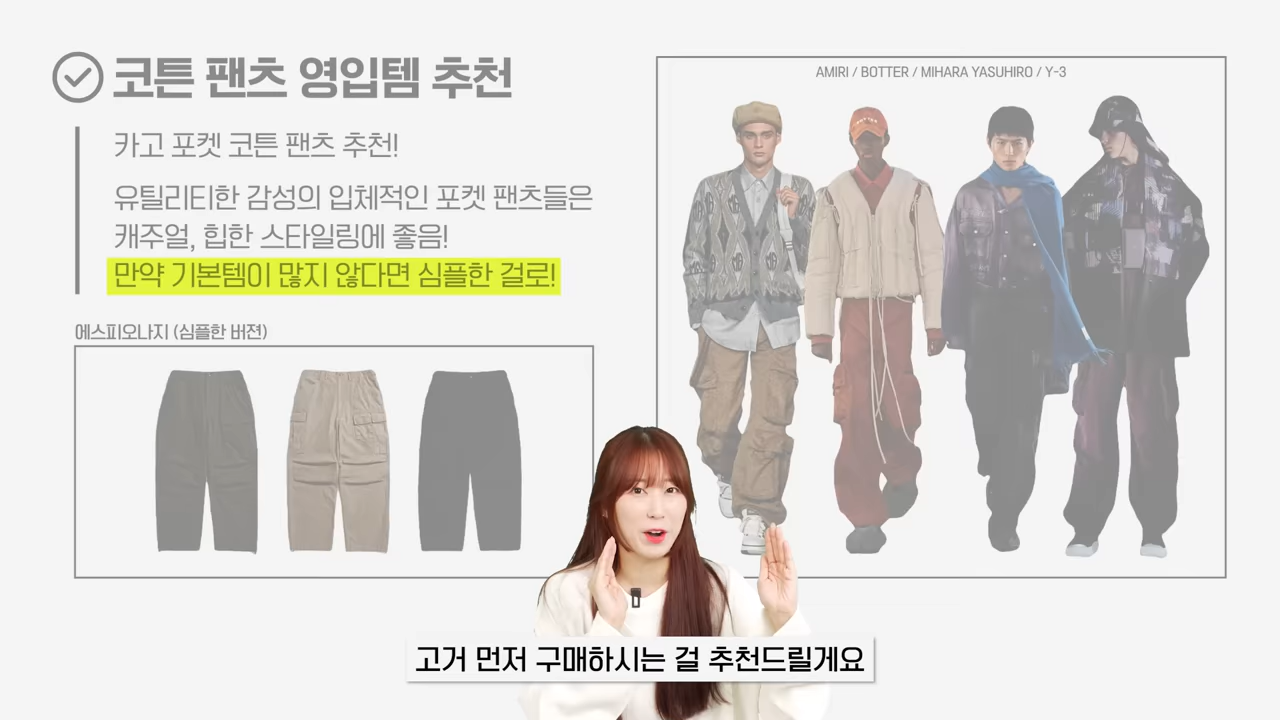 코튼 팬츠 영입템 추천
카고 포켓 코튼 팬츠 추천!
유틸리티한 감성의 입체적인 포켓 팬츠들은
캐주얼, 힙한 스타일링에 좋음!
만약 기본템이 많지 않다면 심플한 걸로!
에스피오나지 (심플한 버젼)
AMIRI / BOTTER / MIHARA YASUHIRO / Y-3
고거 먼저 구매하시는 걸 추천드릴게요